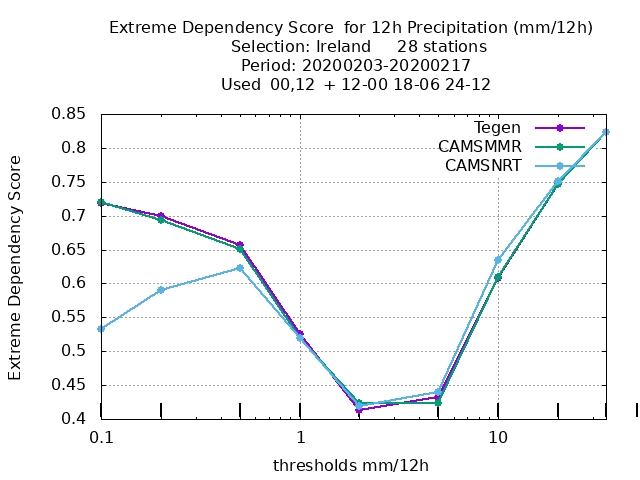 Extreme Dependency Score  for 12h Precipitation (mm/12h)
Selection: Ireland     28 stations
Period: 20200203-20200217
Used  00,12  + 12-00 18-06 24-12
Extreme Dependency Score
0.85
0.8
0.75
0.7
0.65
0.6
0.55
0.5
0.45
0.4
Tegen
CAMSMMR
CAMSNRT
0.1
1
10
thresholds mm/12h